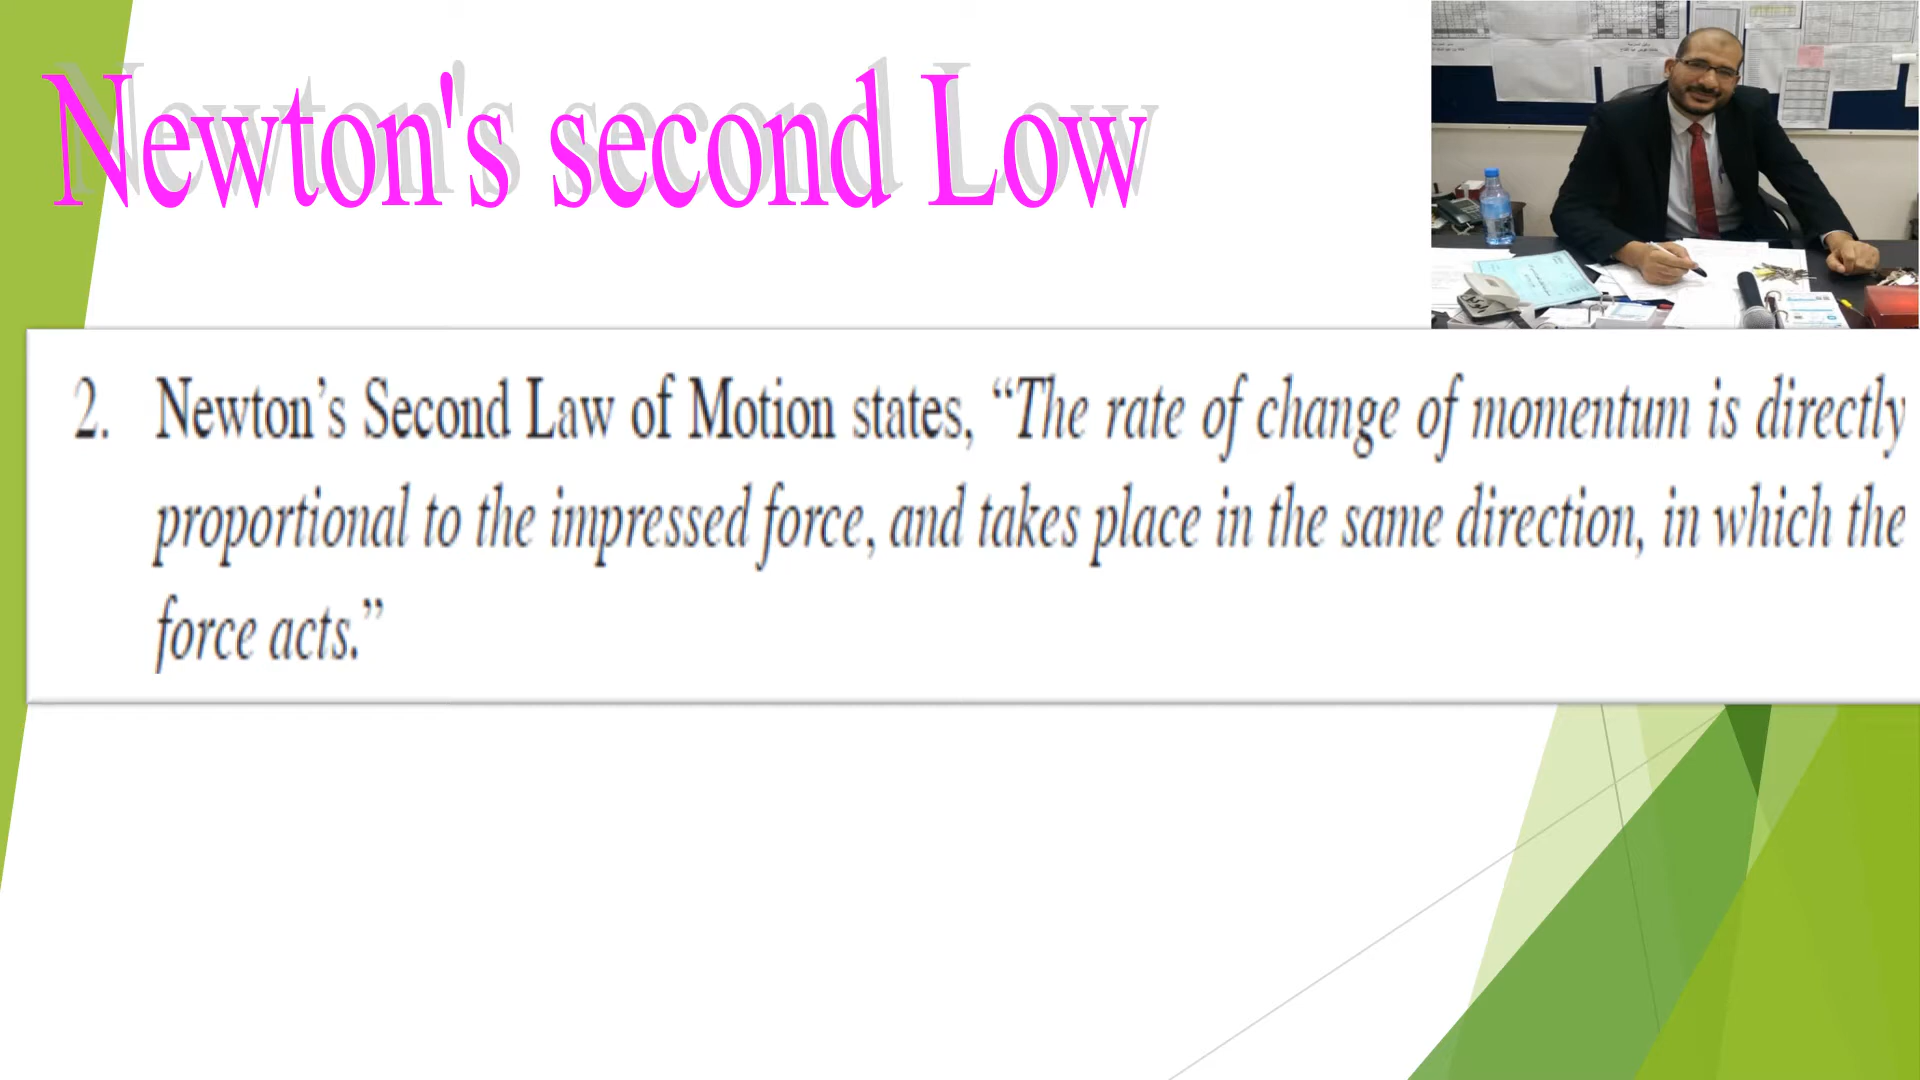 Newton's second Low
2. Newton’s Second Law of Motion states, “The rate of change of momentum is directly
proportional to the impressed force, and takes place in the same direction, in which the
force acts.”